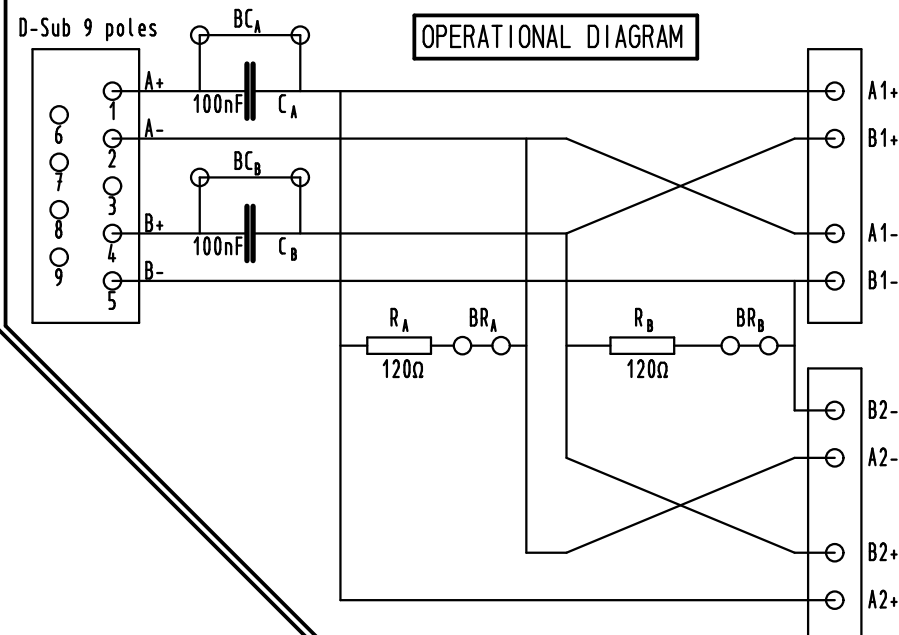 D-Sub 9 poles
BCA
OPERATIONAL DIAGRAM
A+
1
100nF
CA
A1+
6
A-
2
B1+
7
BCB
3
8
B+
4
100nF
CB
A1-
9
B-
5
B1-
RA
BRA
RB
BRB
120Ω
120Ω
B2-
A2-
B2+
A2+